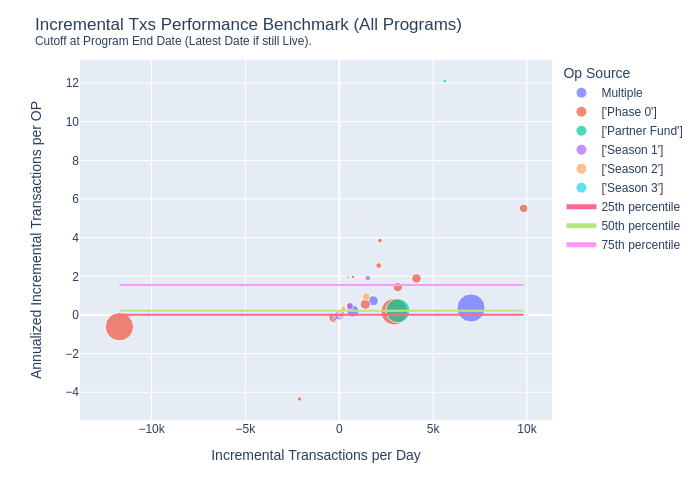 Incremental Txs Performance Benchmark (All Programs)
Cutoff at Program End Date (Latest Date if still Live).
Op Source
Multiple
['Phase 0']
['Partner Fund']
['Season 1']
['Season 2']
['Season 3']
25th percentile
50th percentile
75th percentile
Annualized Incremental Transactions per OP
12
10
8
6
4
2
0
−2
−4
−10k
−5k
0
5k
10k
Incremental Transactions per Day